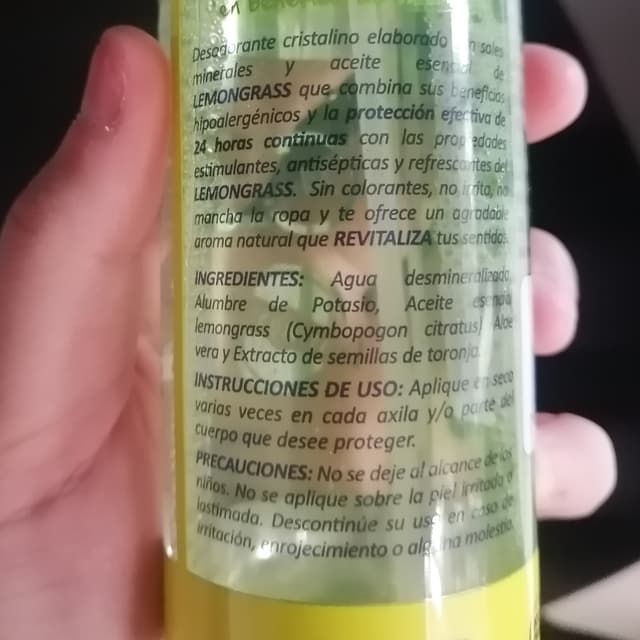 en
Desodorante cristalino elaborado en sales
minerales y aceite esencial de
LEMONGRASS que combina sus beneficios
hipoalergénicos y la protección efectiva de
24 horas continuas con las propiedades
estimulantes, antisépticas y refrescantes del
LEMONGRASS. Sin colorantes, no irrita, no
mancha la ropa y te ofrece un agradable
aroma natural que REVITALIZA tus sentidos.
INGREDIENTES: Agua desmineralizada,
Alumbre de Potasio, Aceite esencial
lemongrass (Cymbopogon citratus) Aloe
vera y Extracto de semillas de toronja.
INSTRUCCIONES DE USO: Aplique en seco
varias veces en cada axila y/o parte del
cuerpo que desee proteger.
PRECAUCIONES: No se deje al alcance de los
niños. No se aplique sobre la piel irritada o
lastimada. Descontinúe su uso en caso de
irritación, enrojecimiento o alguna molestia.